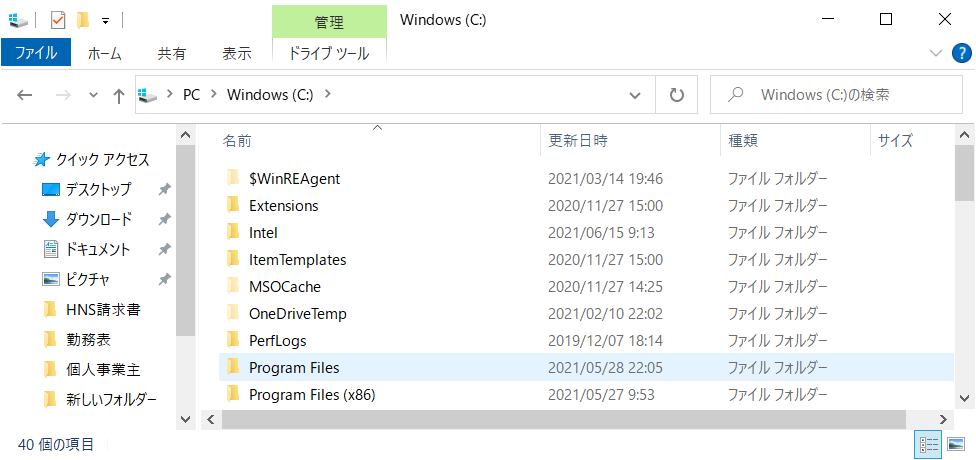 管理
Windows (C:)
ファイル
ホーム
共有
表示
ドライブ ツール
PC
Windows (C:)
Windows (C:)の検索
クイック アクセス
デスクトップ
ダウンロード
ドキュメント
ピクチャ
HNS請求書
勤務表
個人事業主
新しいフォルダー
名前 更新日時 種類 サイズ
$WinREAgent 2021/03/14 19:46 ファイル フォルダー
Extensions 2020/11/27 15:00 ファイル フォルダー
Intel 2021/06/15 9:13 ファイル フォルダー
ItemTemplates 2020/11/27 15:00 ファイル フォルダー
MSOCache 2020/11/27 14:25 ファイル フォルダー
OneDriveTemp 2021/02/10 22:02 ファイル フォルダー
PerfLogs 2019/12/07 18:14 ファイル フォルダー
Program Files 2021/05/28 22:05 ファイル フォルダー
Program Files (x86) 2021/05/27 9:53 ファイル フォルダー
40 個の項目